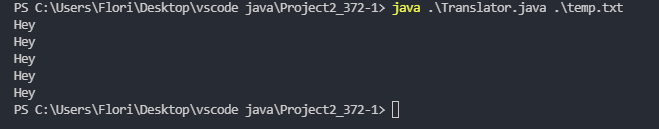 PS C:\Users\Flori\Desktop\vscode java\Project2_372-1> java .\Translator.java .\temp.txt
Hey
Hey
Hey
Hey
Hey
PS C:\Users\Flori\Desktop\vscode java\Project2_372-1>